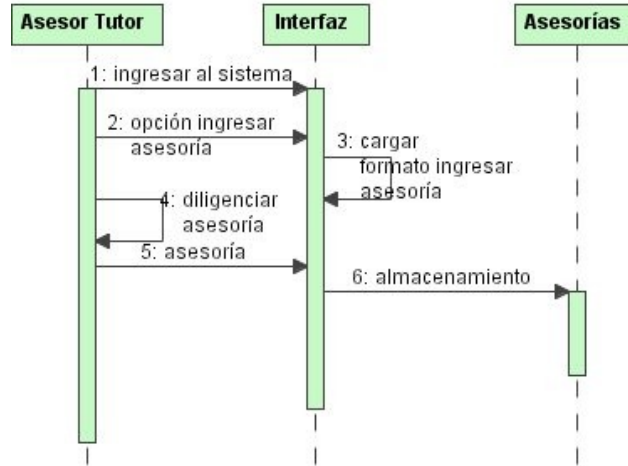 Asesor Tutor
Interfaz
Asesorías
1: ingresar al sistema
2: opción ingresar
asesoría
3: cargar
formato ingresar
asesoría
4: diligenciar
asesoría
5: asesoría
6: almacenamiento